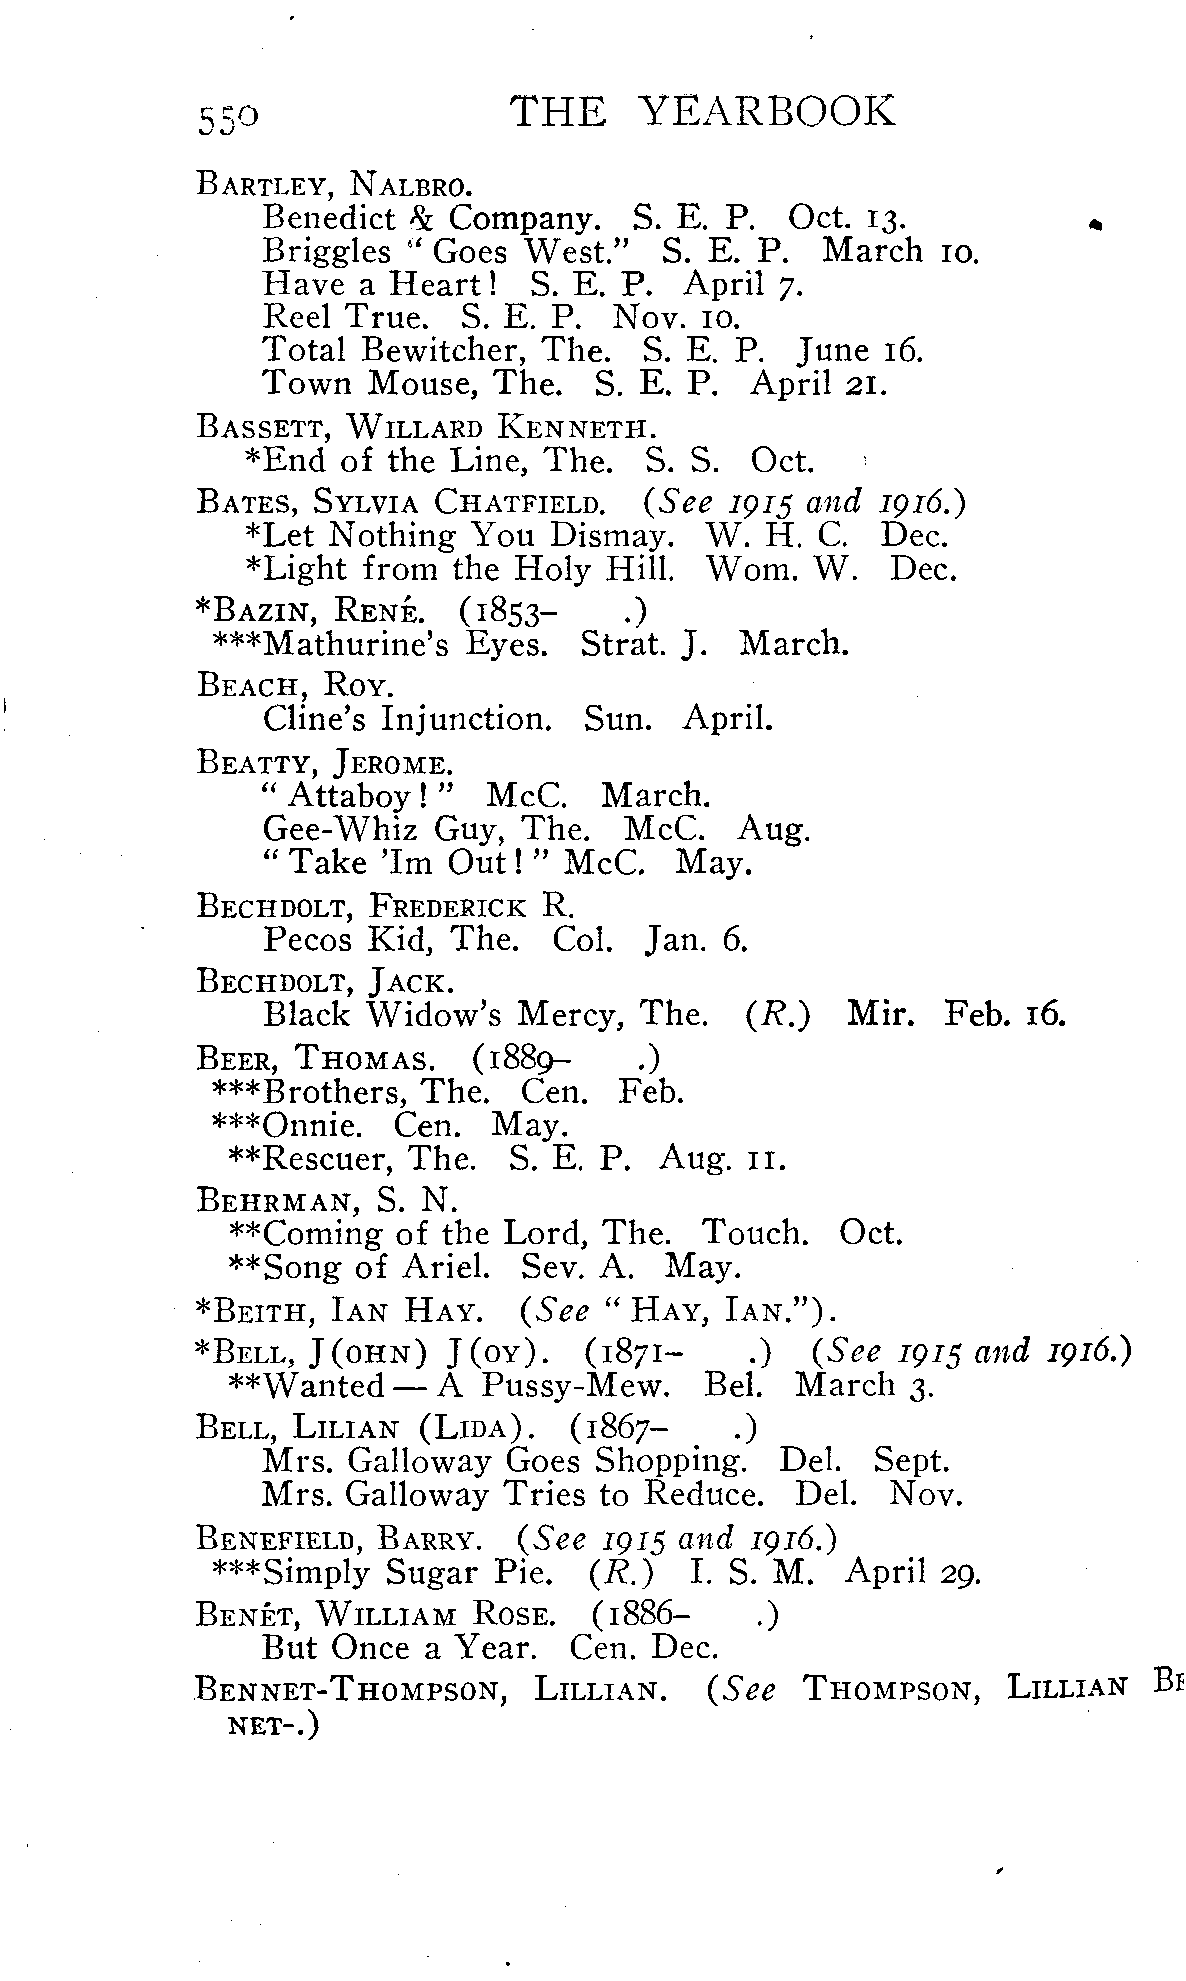 550 THE YEARBOOK
BARTLEY, NALBRO.
Benedict & Company. S. E. P. Oct. 13.
Briggles "Goes West." S. E. P. March 10.
Have a Heart! S. E. P. April 7.
Reel True. S. E. P. Nov. 10.
Total Bewitcher, The. S. E. P. June 16.
Town Mouse, The. S. E. P. April 21.
BASSETT, WILLARD KENNETH.
*End of the Line, The. S. S. Oct.
BATES, SYLVIA CHATFIELD. (See 1915 and 1916.)
*Let Nothing You Dismay. W. H. C. Dec.
*Light from the Holy Hill. Wom. W. Dec.
*BAZIN, RENÉ. (1853– .)
***Mathurine's Eyes. Strat. J. March.
BEACH, ROY.
Cline's Injunction. Sun. April.
BEATTY, JEROME.
"Attaboy!" McC. March.
Gee-Whiz Guy, The. McC. Aug.
"Take 'Im Out!" McC. May.
BECHDOLT, FREDERICK R.
Pecos Kid, The. Col. Jan. 6.
BECHDOLT, JACK.
Black Widow's Mercy, The. (R.) Mir. Feb. 16.
BEER, THOMAS. (1889– .)
***Brothers, The. Cen. Feb.
***Onnie. Cen. May.
**Rescuer, The. S. E. P. Aug. 11.
BEHRMAN, S. N.
**Coming of the Lord, The. Touch. Oct.
**Song of Ariel. Sev. A. May.
*BEITH, IAN HAY. (See "HAY, IAN.").
*BELL, J(OHN) J(OY). (1871– .) (See 1915 and 1916.)
**Wanted — A Pussy-Mew. Bel. March 3.
BELL, LILIAN (LIDA). (1867– .)
Mrs. Galloway Goes Shopping. Del. Sept.
Mrs. Galloway Tries to Reduce. Del. Nov.
BENEFIELD, BARRY. (See 1915 and 1916.)
***Simply Sugar Pie. (R.) I. S. M. April 29.
BENÉT, WILLIAM ROSE. (1886– .)
But Once a Year. Cen. Dec.
BENNET-THOMPSON, LILLIAN. (See THOMPSON, LILLIAN BE
NET-.)